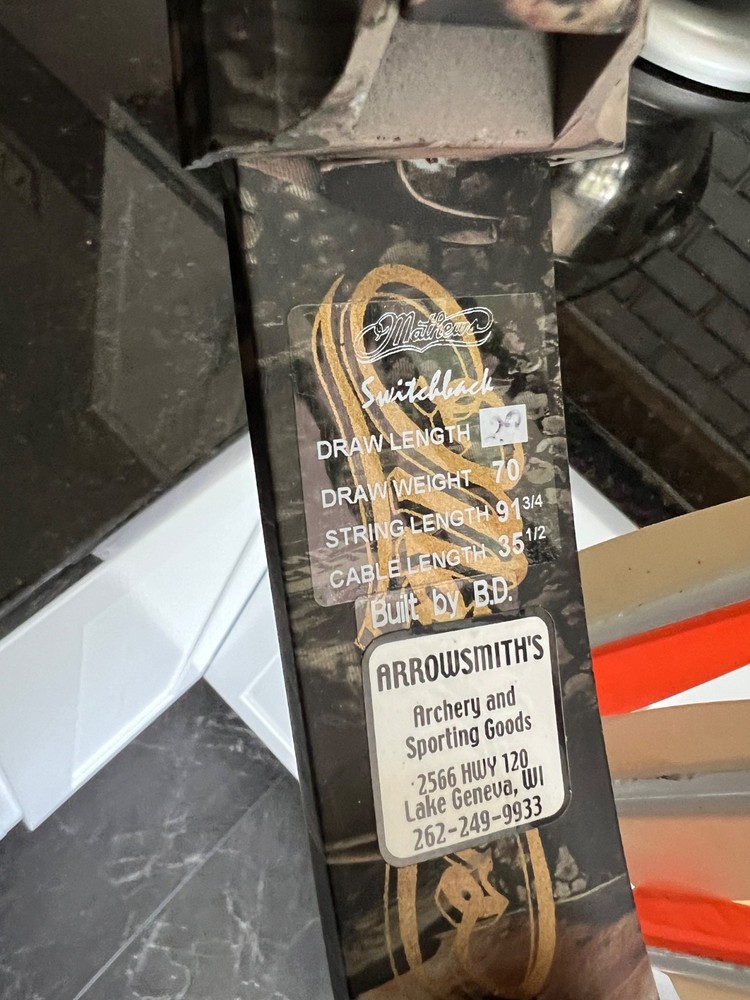 Mathews
Switchback
DRAW LENGTH
DRAW WEIGHT 70
STRING LENGTH 91 3/4
CABLE LENGTH 35 1/2
Built by B.D.
ARROWSMITH'S
Archery and
Sporting Goods
2566 HWY 120
Lake Geneva, WI
262-249-9933